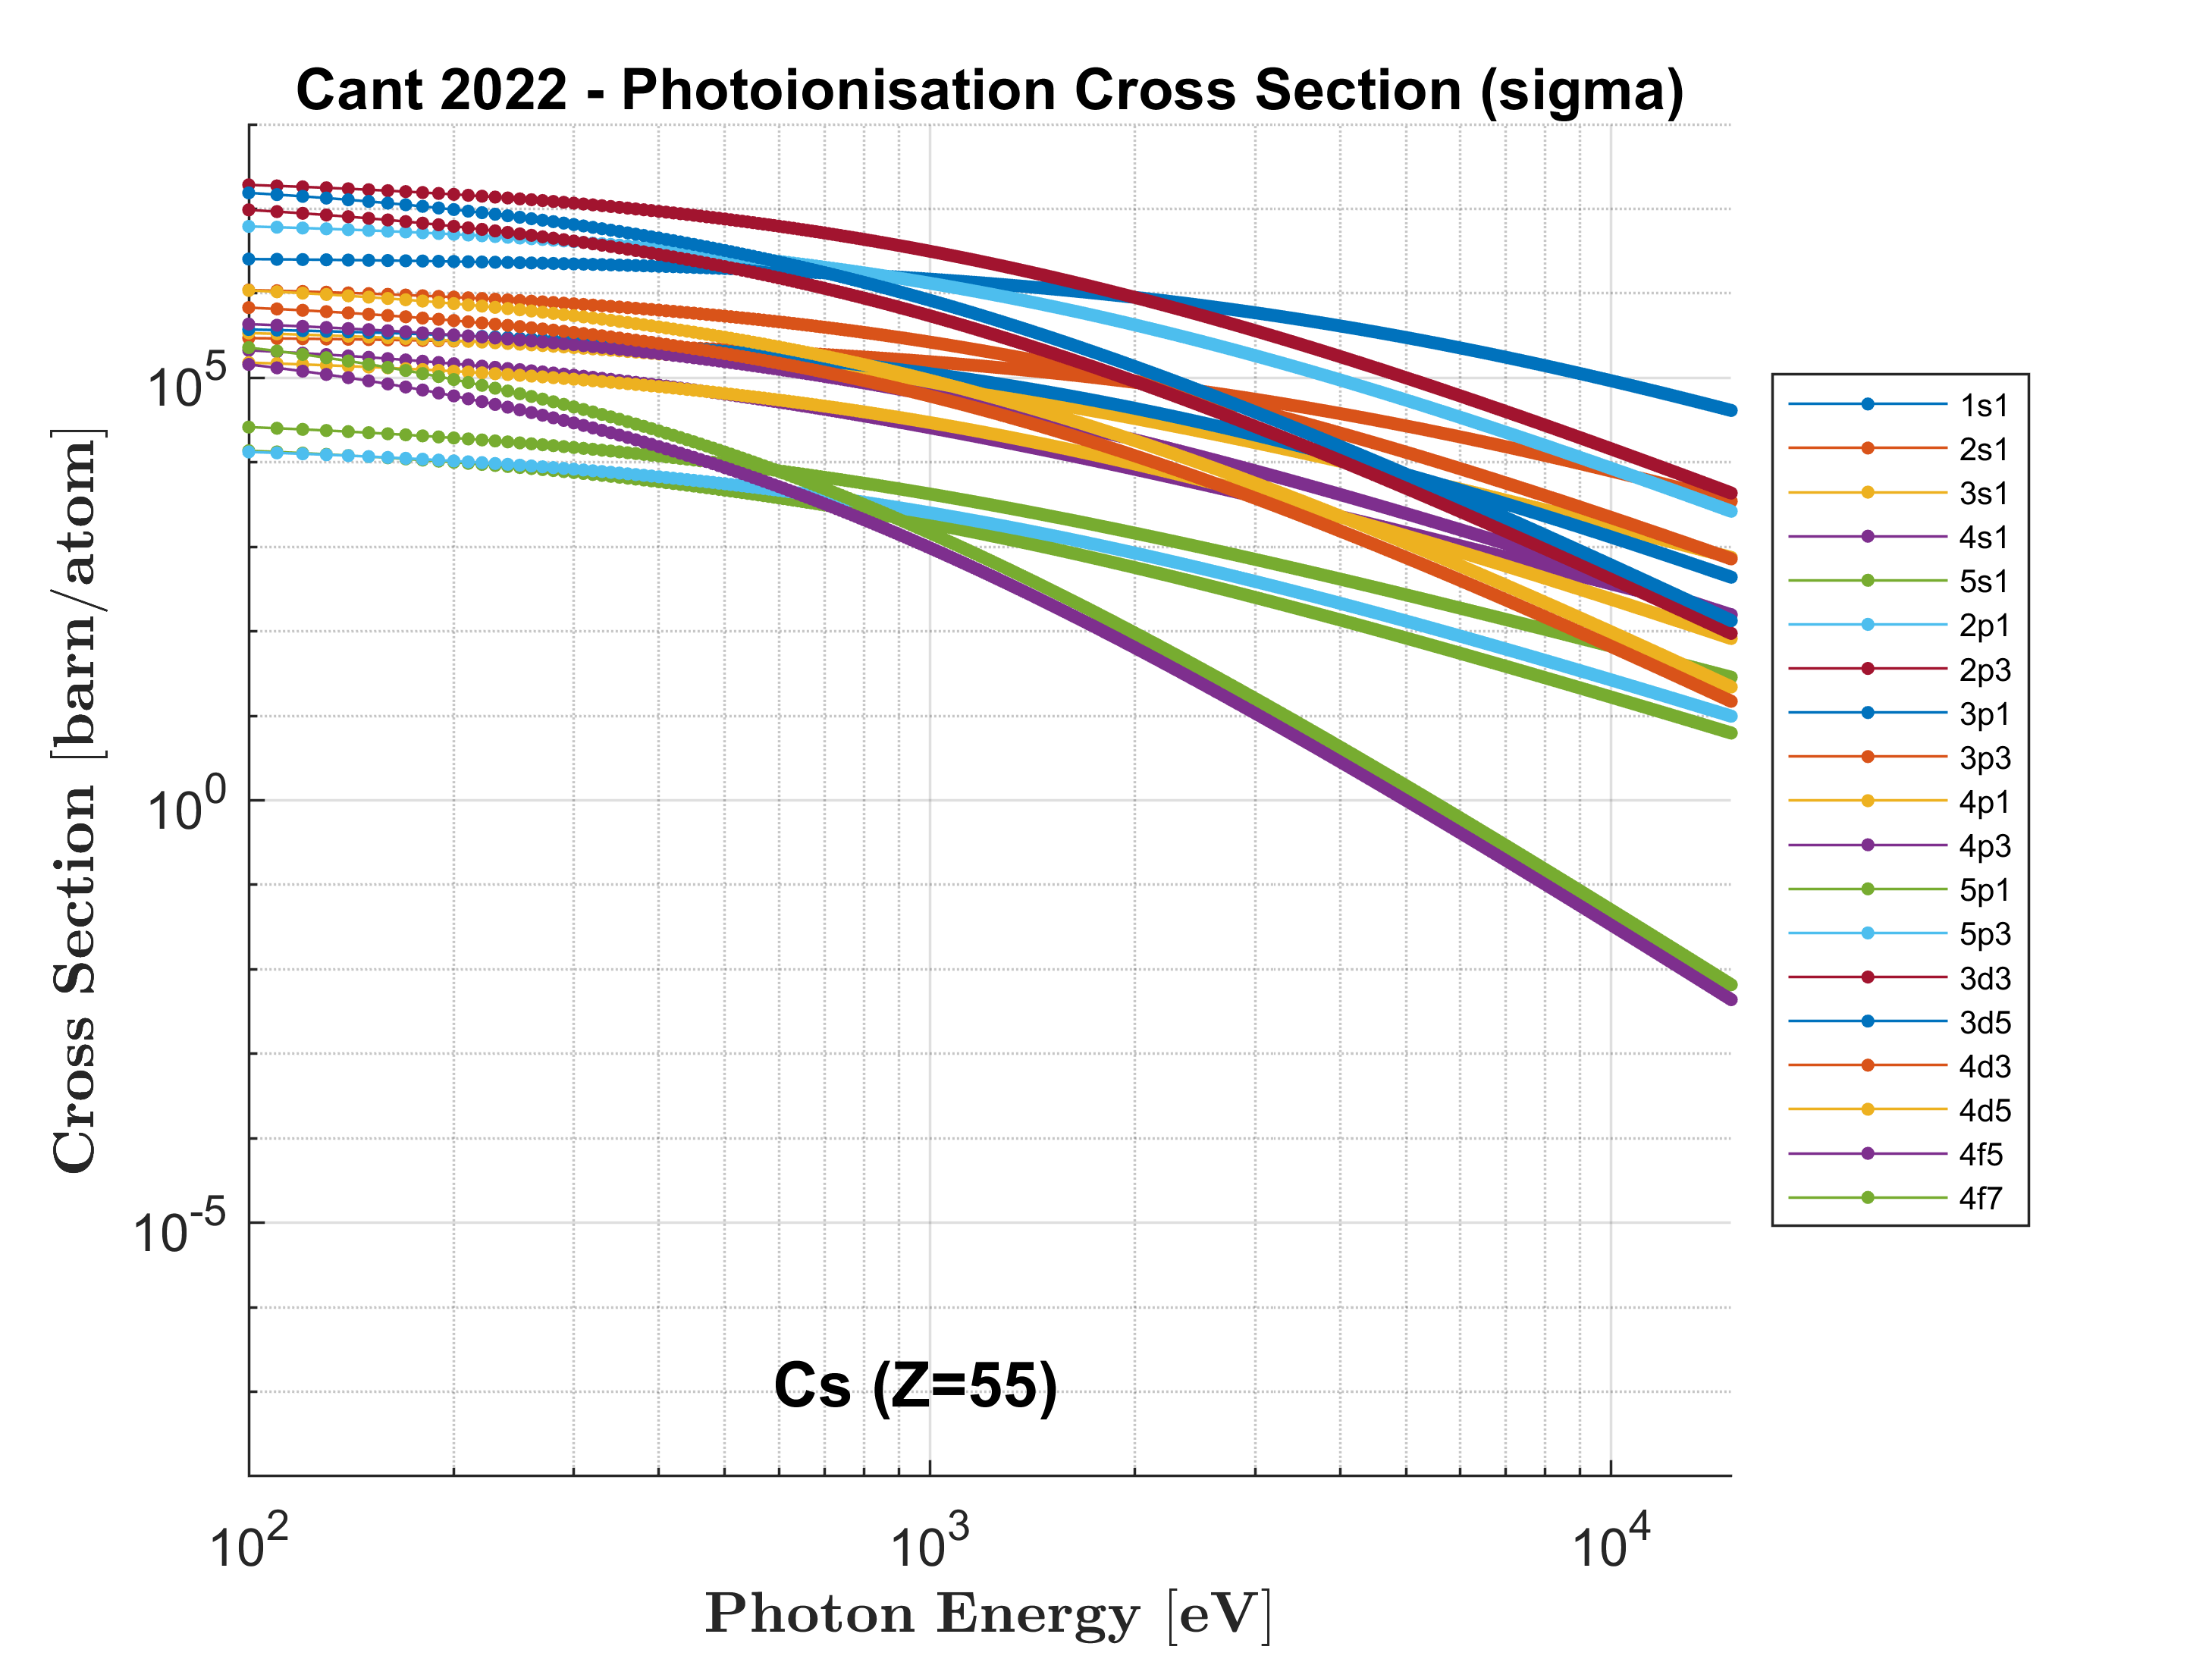 Cant 2022 - Photoionisation Cross Section (sigma)
Cross Section [barn/atom]
10^5
10^0
10^-5
10^2
10^3
10^4
Photon Energy [eV]
Cs (Z=55)
1s1
2s1
3s1
4s1
5s1
2p1
2p3
3p1
3p3
4p1
4p3
5p1
5p3
3d3
3d5
4d3
4d5
4f5
4f7